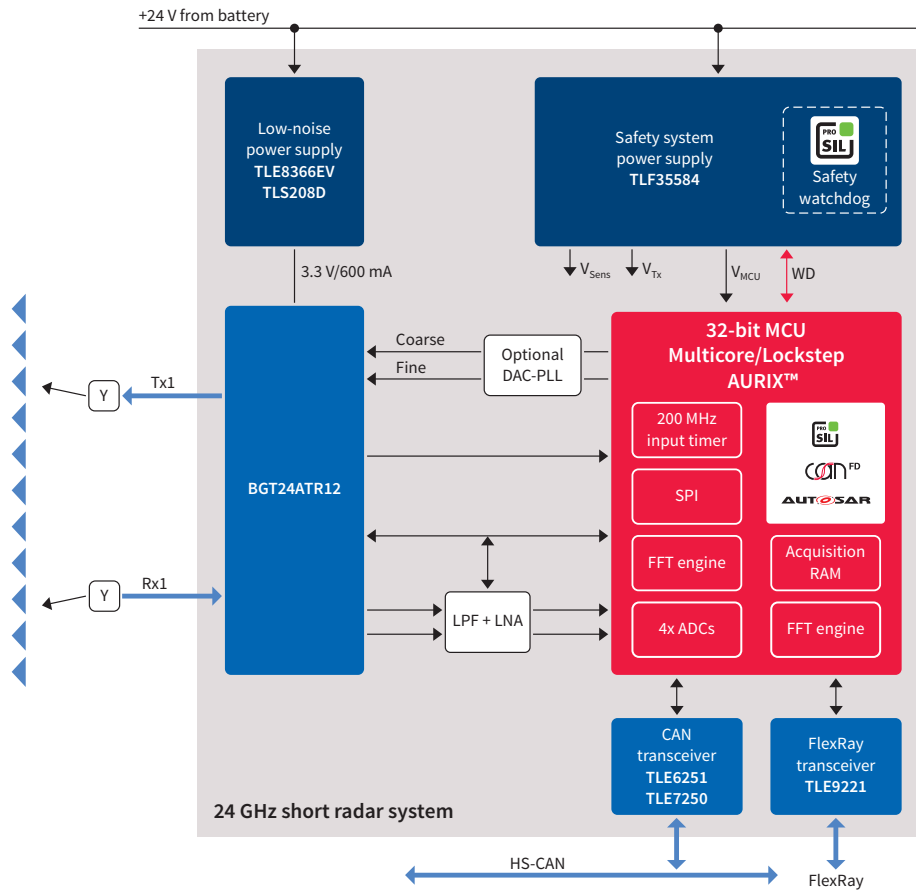 +24 V from battery
Low-noise
power supply
TLE8366EV
TLS208D
Safety system
power supply
TLF35584
PRO
SIL
Safety
watchdog
3.3 V/600 mA
VSens
VTx
VMCU
WD
Coarse
Fine
Optional
DAC-PLL
32-bit MCU
Multicore/Lockstep
AURIX™
Tx1
Y
BGT24ATR12
200 MHz
input timer
PRO
SIL
CAN FD
AUTOSAR
SPI
FFT engine
Acquisition
RAM
Rx1
Y
LPF + LNA
4x ADCs
FFT engine
CAN
transceiver
TLE6251
TLE7250
FlexRay
transceiver
TLE9221
24 GHz short radar system
HS-CAN
FlexRay